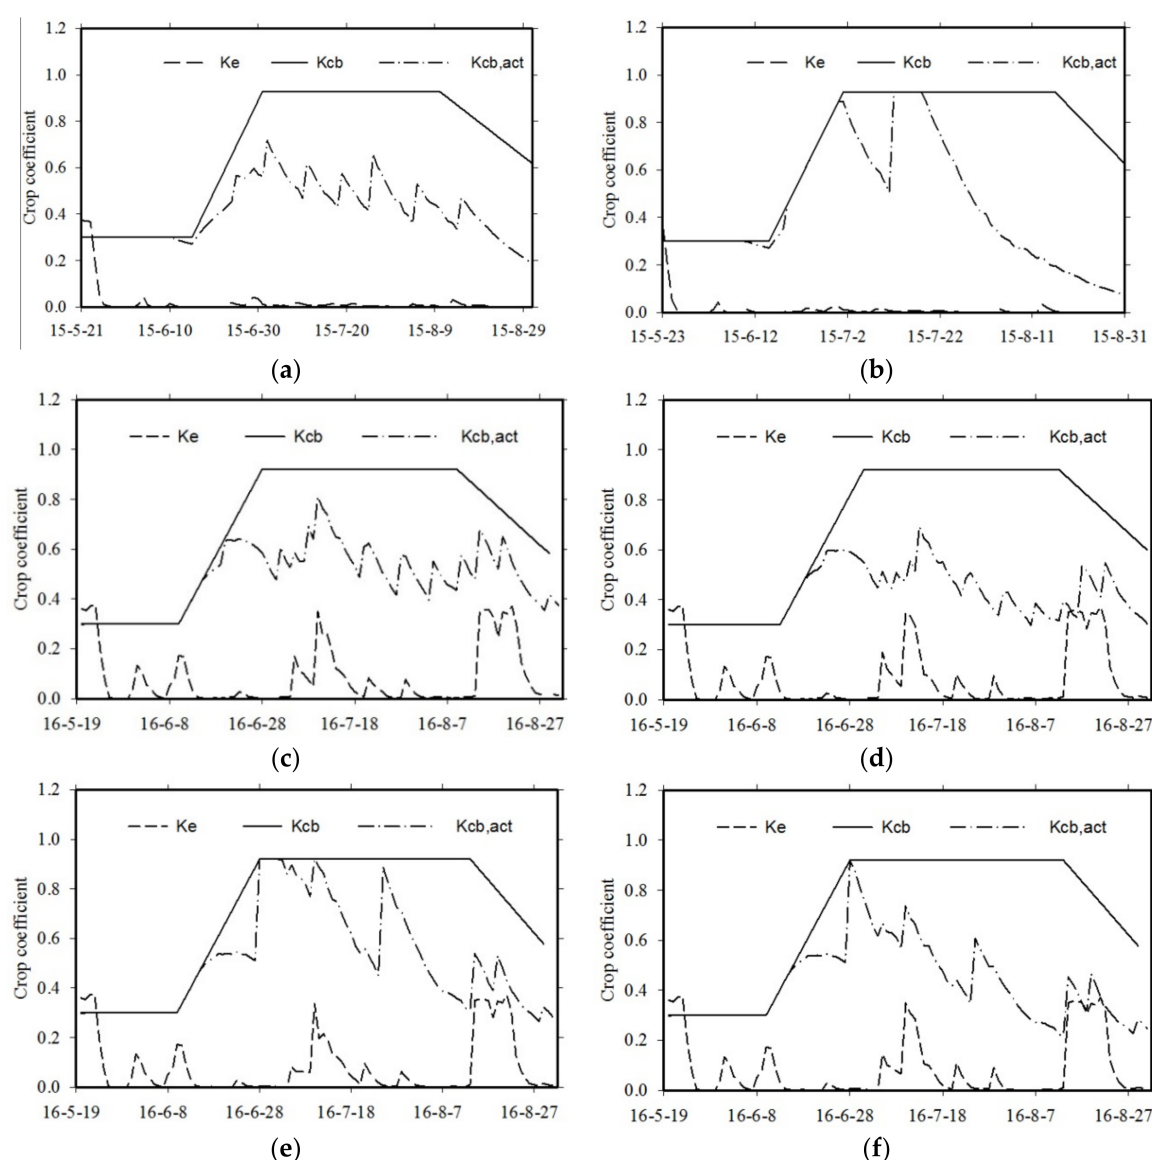 1.2
1.0
0.8
0.6
0.4
0.2
0.0
Crop coefficient
Ke Kcb Kcb,act
15-5-21 15-6-10 15-6-30 15-7-20 15-8-9 15-8-29
(a)
1.2
1.0
0.8
0.6
0.4
0.2
0.0
Crop coefficient
Ke Kcb Kcb,act
15-5-23 15-6-12 15-7-2 15-7-22 15-8-11 15-8-31
(b)
1.2
1.0
0.8
0.6
0.4
0.2
0.0
Crop coefficient
Ke Kcb Kcb,act
16-5-19 16-6-8 16-6-28 16-7-18 16-8-7 16-8-27
(c)
1.2
1.0
0.8
0.6
0.4
0.2
0.0
Crop coefficient
Ke Kcb Kcb,act
16-5-19 16-6-8 16-6-28 16-7-18 16-8-7 16-8-27
(d)
1.2
1.0
0.8
0.6
0.4
0.2
0.0
Crop coefficient
Ke Kcb Kcb,act
16-5-19 16-6-8 16-6-28 16-7-18 16-8-7 16-8-27
(e)
1.2
1.0
0.8
0.6
0.4
0.2
0.0
Crop coefficient
Ke Kcb Kcb,act
16-5-19 16-6-8 16-6-28 16-7-18 16-8-7 16-8-27
(f)